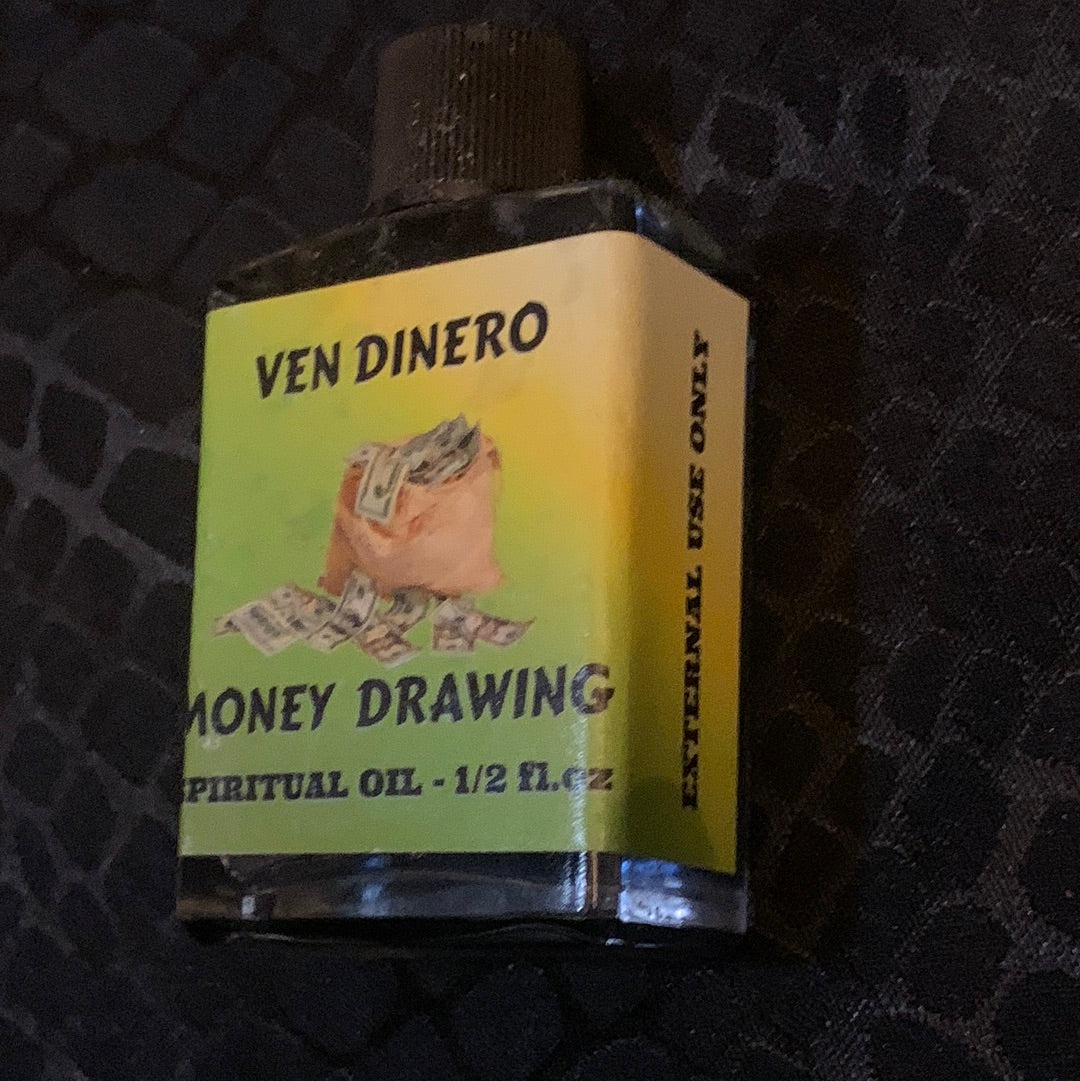 VEN DINERO
MONEY DRAWING
SPIRITUAL OIL - 1/2 fl.oz
EXTERNAL USE ONLY